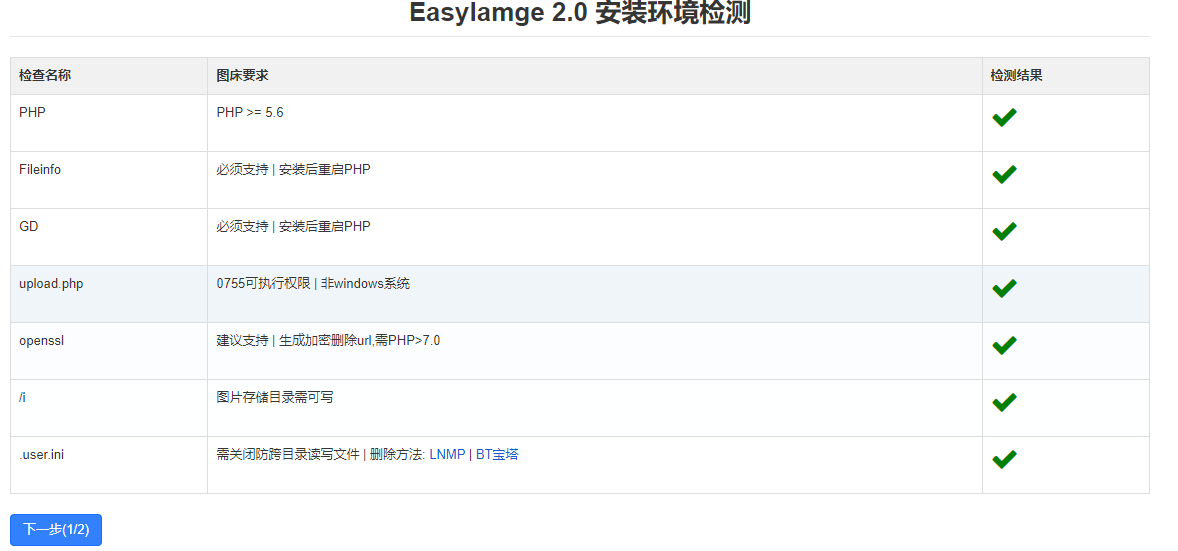 EasyIamge 2.0 安装环境检测
检查名称 图床要求 检测结果
PHP PHP >= 5.6
Fileinfo 必须支持 | 安装后重启PHP
GD 必须支持 | 安装后重启PHP
upload.php 0755可执行权限 | 非windows系统
openssl 建议支持 | 生成加密删除url,需PHP>7.0
/i 图片存储目录需可写
.user.ini 需关闭防跨目录读写文件 | 删除方法: LNMP | BT宝塔
下一步(1/2)